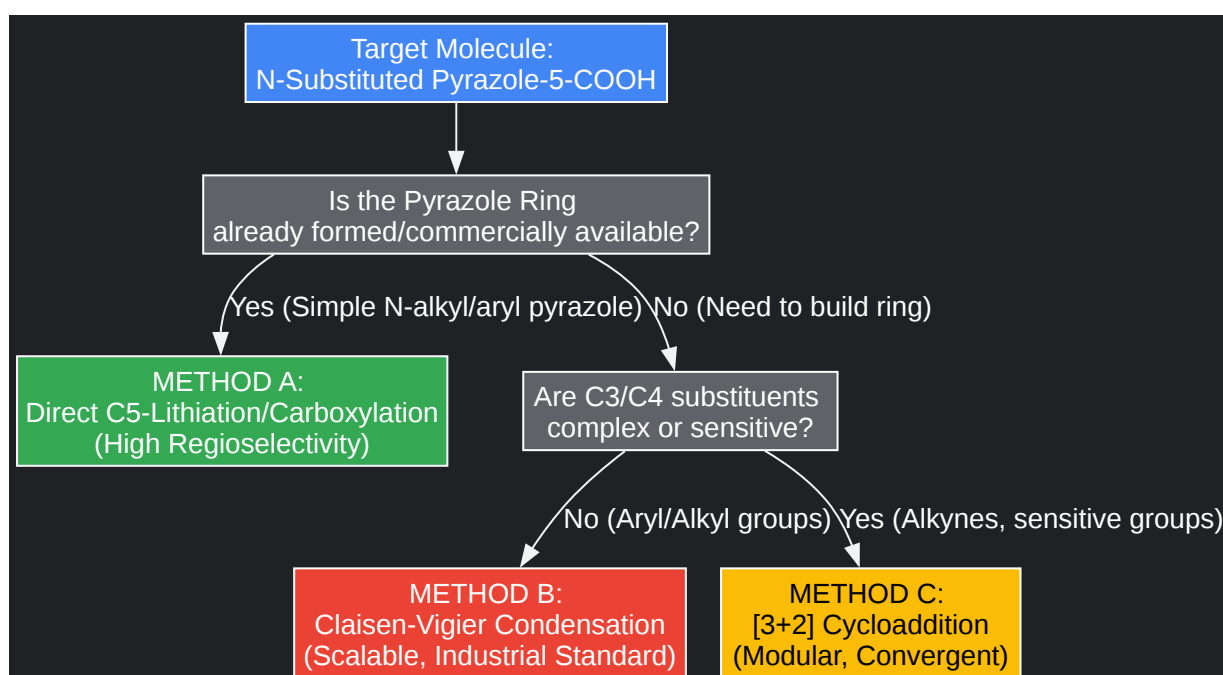 Target Molecule:
N-Substituted Pyrazole-5-COOH
Is the Pyrazole Ring
already formed/commercially available?
Yes (Simple N-alkyl/aryl pyrazole)
No (Need to build ring)
METHOD A:
Direct C5-Lithiation/Carboxylation
(High Regioselectivity)
Are C3/C4 substituents
complex or sensitive?
No (Aryl/Alkyl groups)
Yes (Alkynes, sensitive groups)
METHOD B:
Claisen-Vigier Condensation
(Scalable, Industrial Standard)
METHOD C:
[3+2] Cycloaddition
(Modular, Convergent)